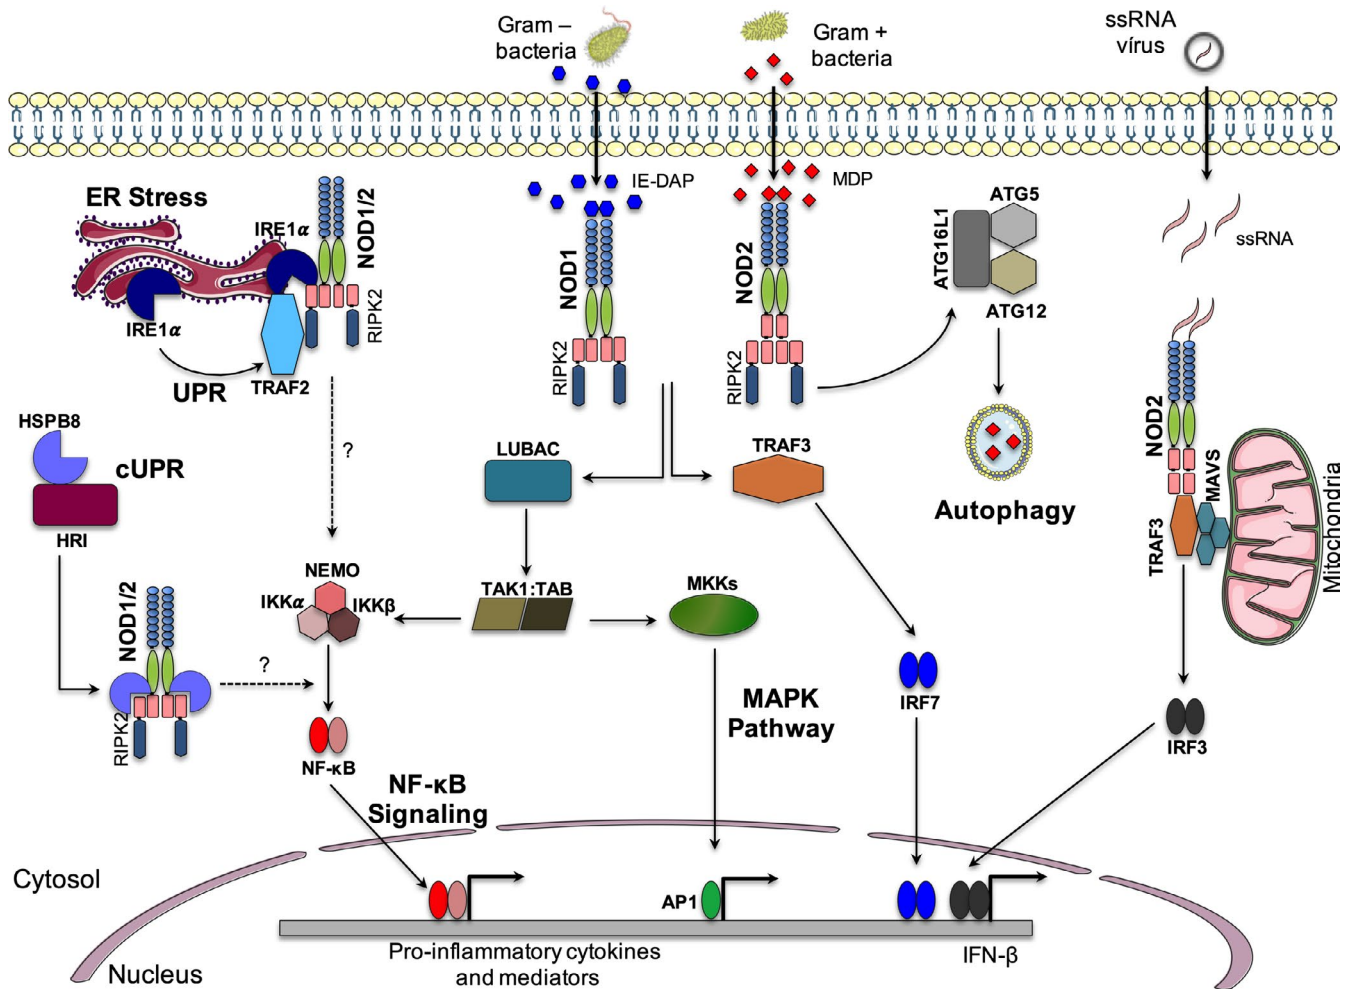 Gram –
bacteria
Gram +
bacteria
ssRNA
vírus
IE-DAP
MDP
ER Stress
IRE1α
NOD1/2
RIPK2
IRE1α
UPR
TRAF2
NOD1
RIPK2
NOD2
RIPK2
ATG16L1
ATG5
ATG12
ssRNA
HSPB8
cUPR
HRI
?
LUBAC
TRAF3
Autophagy
NOD2
MAVS
TRAF3
Mitochondria
NEMO
IKKα
IKKβ
TAK1:TAB
MKKs
NOD1/2
RIPK2
?
NF-κB
MAPK
Pathway
IRF7
IRF3
NF-κB
Signaling
Cytosol
Nucleus
AP1
Pro-inflammatory cytokines
and mediators
IFN-β